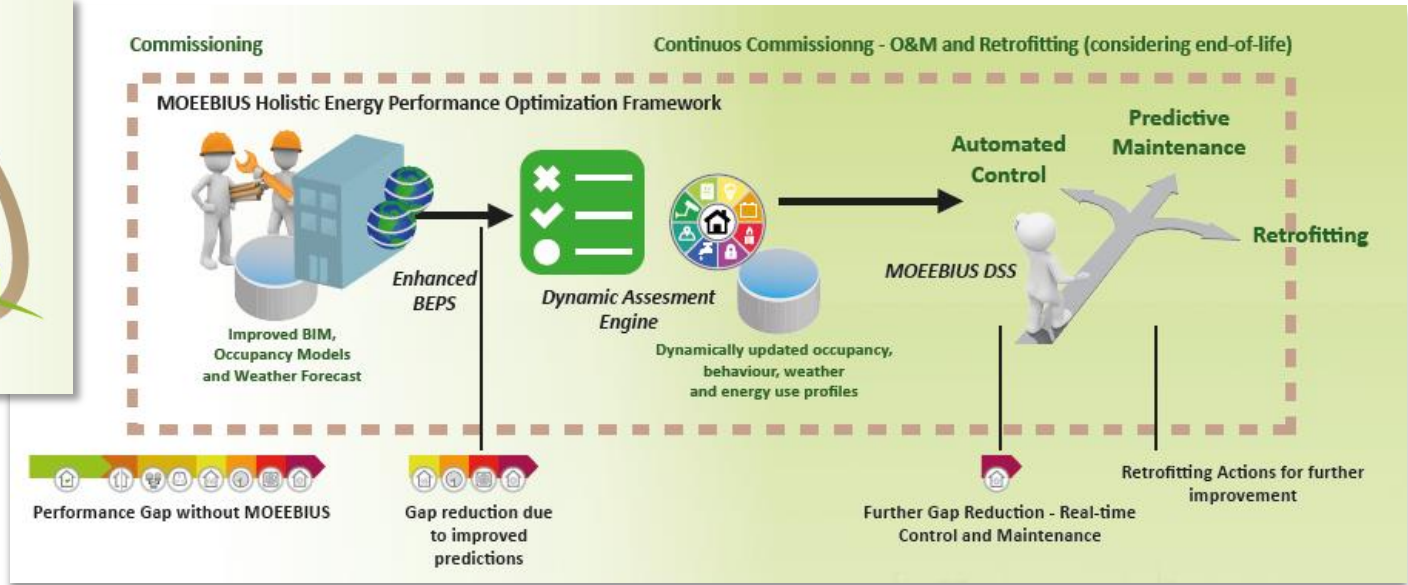 Commissioning
Continuos Commissionng - O&M and Retrofitting (considering end-of-life)
MOEEBIUS Holistic Energy Performance Optimization Framework
Predictive
Maintenance
Automated
Control
Retrofitting
MOEEBIUS DSS
Enhanced
BEPS
Dynamic Assesment
Engine
Improved BIM,
Occupancy Models
and Weather Forecast
Dynamically updated occupancy,
behaviour, weather
and energy use profiles
Performance Gap without MOEEBIUS
Gap reduction due
to improved
predictions
Further Gap Reduction - Real-time
Control and Maintenance
Retrofitting Actions for further
improvement